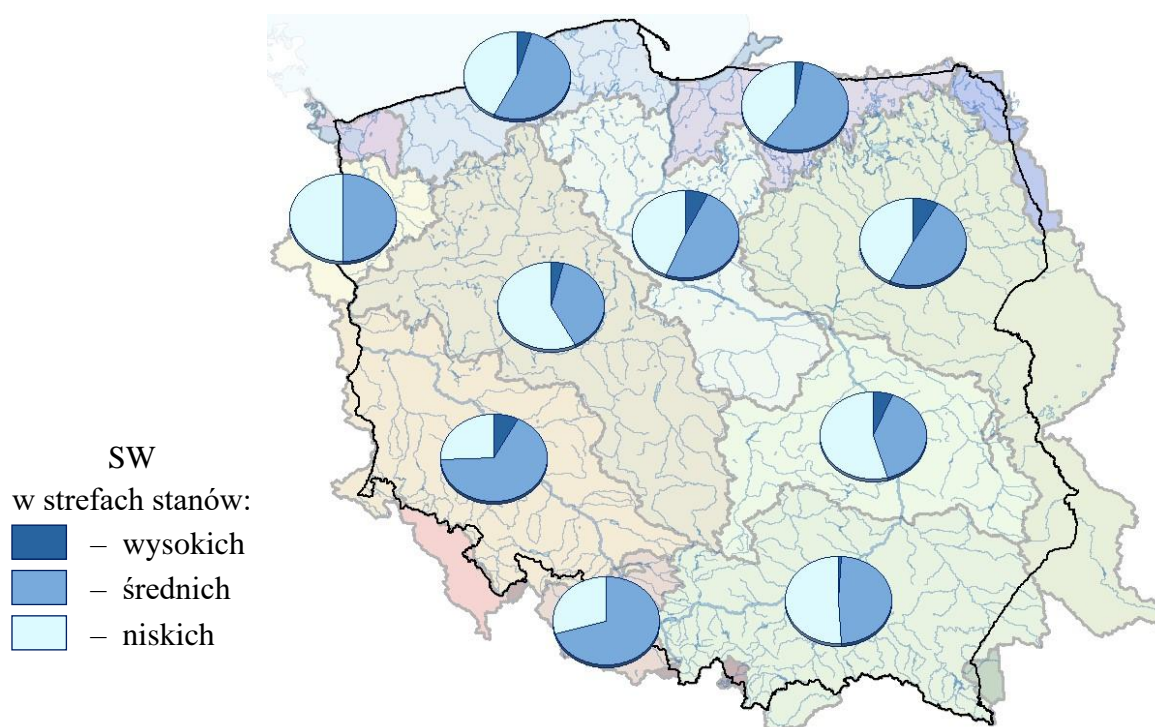 SW
w strefach stanów:
– wysokich
– średnich
– niskich